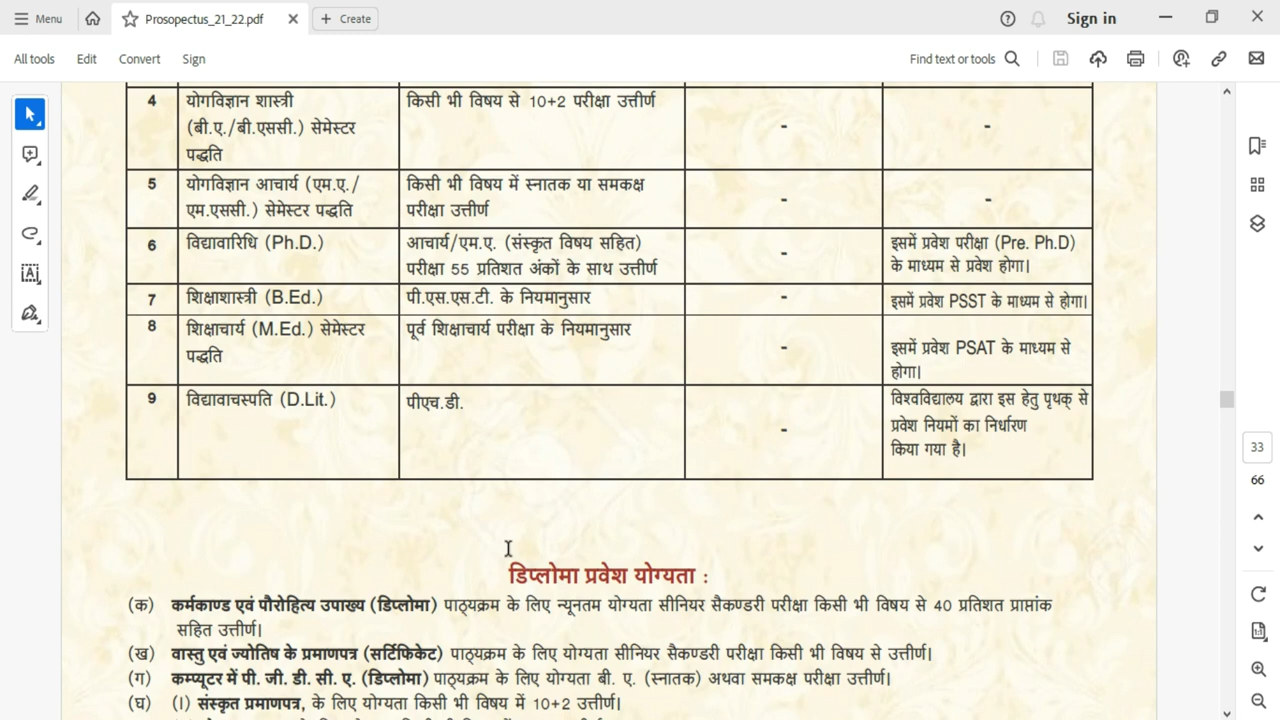 Menu
Prosopectus_21_22.pdf
Create
Sign in
All tools Edit Convert Sign
Find text or tools
4 योगविज्ञान शास्त्री किसी भी विषय से 10+2 परीक्षा उत्तीर्ण
(बी.ए./बी.एससी.) सेमेस्टर - -
पद्धति
5 योगविज्ञान आचार्य (एम.ए./ किसी भी विषय में स्नातक या समकक्ष
एम.एससी.) सेमेस्टर पद्धति परीक्षा उत्तीर्ण - -
6 विद्यावारिधि (Ph.D.) आचार्य/एम.ए. (संस्कृत विषय सहित) इसमें प्रवेश परीक्षा (Pre. Ph.D)
परीक्षा 55 प्रतिशत अंकों के साथ उत्तीर्ण - के माध्यम से प्रवेश होगा।
7 शिक्षाशास्त्री (B.Ed.) पी.एस.एस.टी. के नियमानुसार - इसमें प्रवेश PSST के माध्यम से होगा।
8 शिक्षाचार्य (M.Ed.) सेमेस्टर पूर्व शिक्षाचार्य परीक्षा के नियमानुसार
पद्धति - इसमें प्रवेश PSAT के माध्यम से
होगा।
9 विद्यावाचस्पति (D.Lit.) पीएच.डी. विश्वविद्यालय द्वारा इस हेतु पृथक् से
- प्रवेश नियमों का निर्धारण
किया गया है।
डिप्लोमा प्रवेश योग्यता :
(क) कर्मकाण्ड एवं पौरोहित्य उपाख्य (डिप्लोमा) पाठ्यक्रम के लिए न्यूनतम योग्यता सीनियर सैकण्डरी परीक्षा किसी भी विषय से 40 प्रतिशत प्राप्तांक
सहित उत्तीर्ण।
(ख) वास्तु एवं ज्योतिष के प्रमाणपत्र (सर्टिफिकेट) पाठ्यक्रम के लिए योग्यता सीनियर सैकण्डरी परीक्षा किसी भी विषय से उत्तीर्ण।
(ग) कम्प्यूटर में पी. जी. डी. सी. ए. (डिप्लोमा) पाठ्यक्रम के लिए योग्यता बी. ए. (स्नातक) अथवा समकक्ष परीक्षा उत्तीर्ण।
(घ) (I) संस्कृत प्रमाणपत्र, के लिए योग्यता किसी भी विषय में 10+2 उत्तीर्ण।
33
66